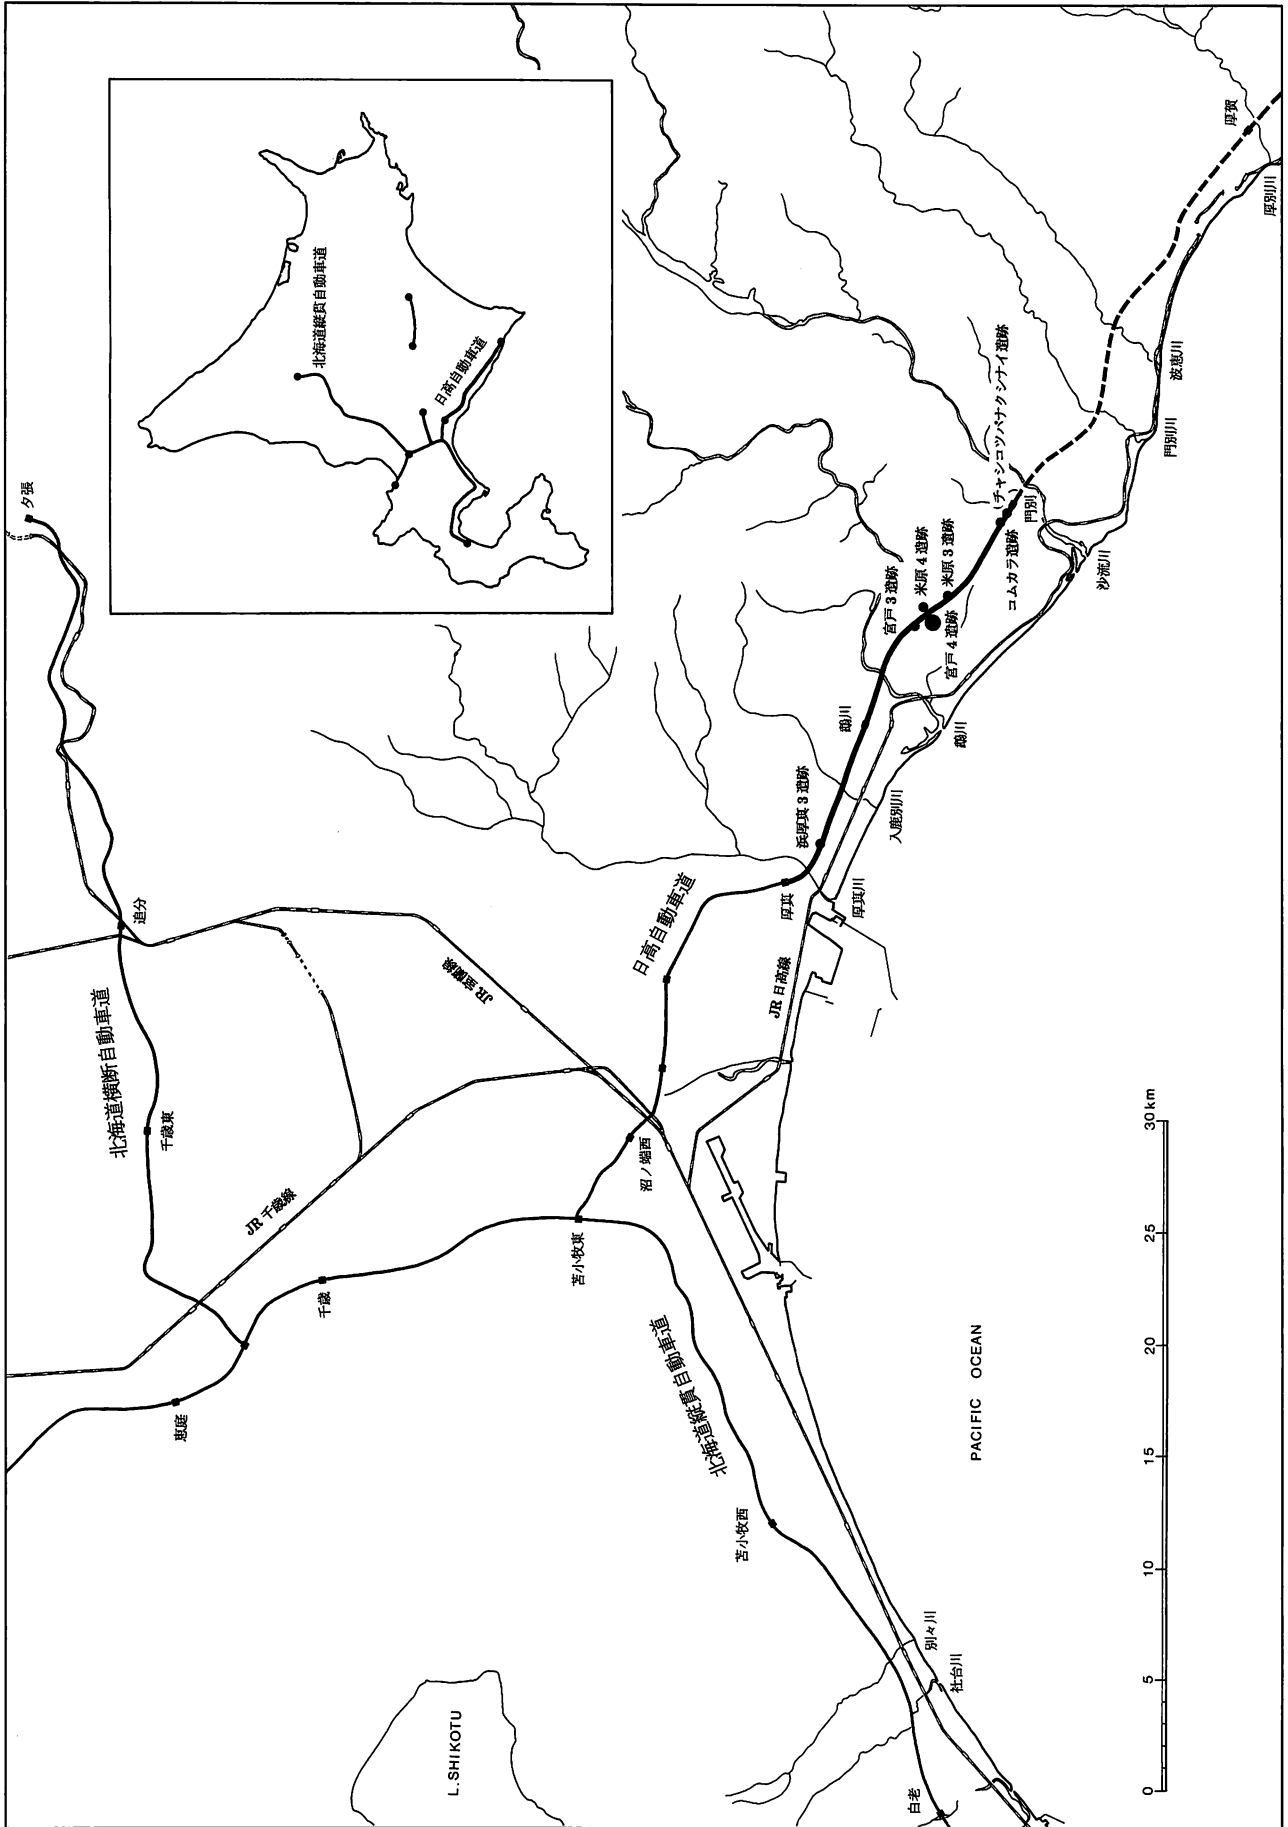 夕張
追分
北海道横断自動車道
千歳東
恵庭
千歳
JR 千歳線
JR 室蘭線
苫小牧東
沼ノ端西
北海道縦貫自動車道
苫小牧西
白老
社台川
別々川
L.SHIKOTU
PACIFIC OCEAN
日高自動車道
JR 日高線
厚真
厚真川
浜厚真3遺跡
入鹿別川
鵡川
鵡川
宮戸3遺跡
宮戸4遺跡
米原4遺跡
米原3遺跡
コムカラ遺跡
(チャシコツパナクシナイ遺跡)
門別
沙流川
門別川
波恵川
厚別川
厚賀
北海道縦貫自動車道
日高自動車道
0 5 10 15 20 25 30km